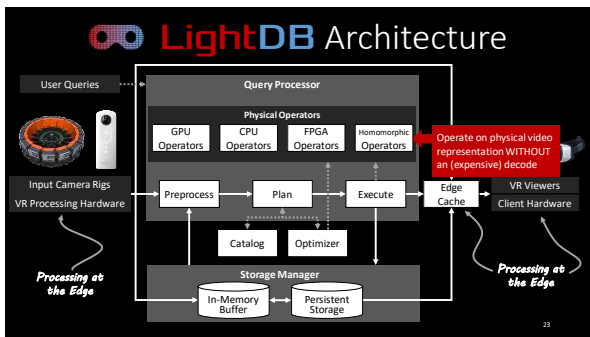 LightDB Architecture
User Queries
Query Processor
Physical Operators
GPU
Operators
CPU
Operators
FPGA
Operators
Homomorphic
Operators
Operate on physical video
representation WITHOUT
an (expensive) decode
Input Camera Rigs
VR Processing Hardware
Preprocess
Plan
Execute
Edge
Cache
VR Viewers
Client Hardware
Catalog
Optimizer
Processing at
the Edge
Processing at
the Edge
Storage Manager
In-Memory
Buffer
Persistent
Storage
23